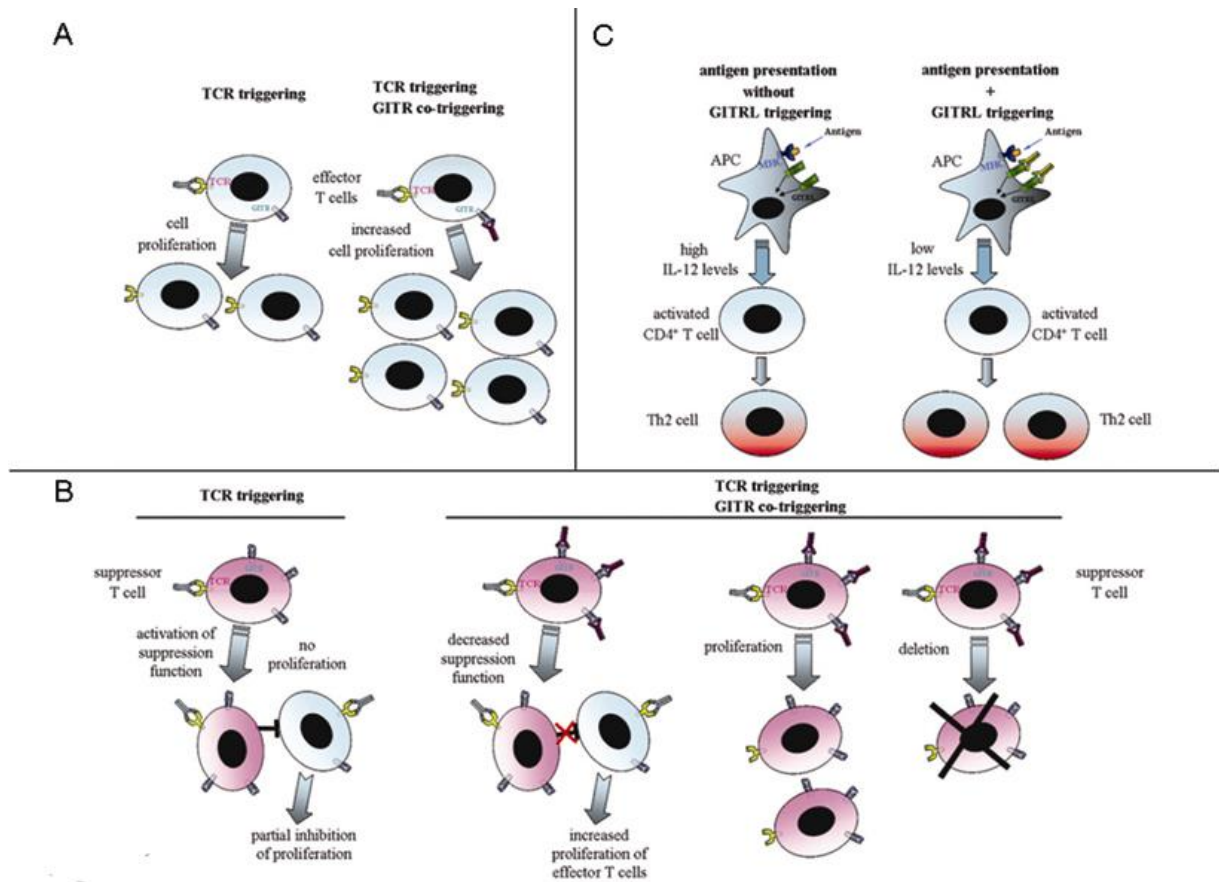 A
TCR triggering
TCR triggering
GITR co-triggering
TCR
GITR
effector
T cells
TCR
GITR
cell
proliferation
increased
cell proliferation
C
antigen presentation
without
GITRL triggering
antigen presentation
+
GITRL triggering
Antigen
APC
MHC
GITRL
Antigen
APC
MHC
GITRL
high
IL-12 levels
low
IL-12 levels
activated
CD4+ T cell
activated
CD4+ T cell
Th2 cell
Th2 cell
B
TCR triggering
TCR triggering
GITR co-triggering
suppressor
T cell
GITR
TCR
GITR
TCR
GITR
TCR
GITR
TCR
suppressor
T cell
activation of
suppression
function
no
proliferation
decreased
suppression
function
proliferation
deletion
partial inhibition
of proliferation
increased
proliferation of
effector T cells